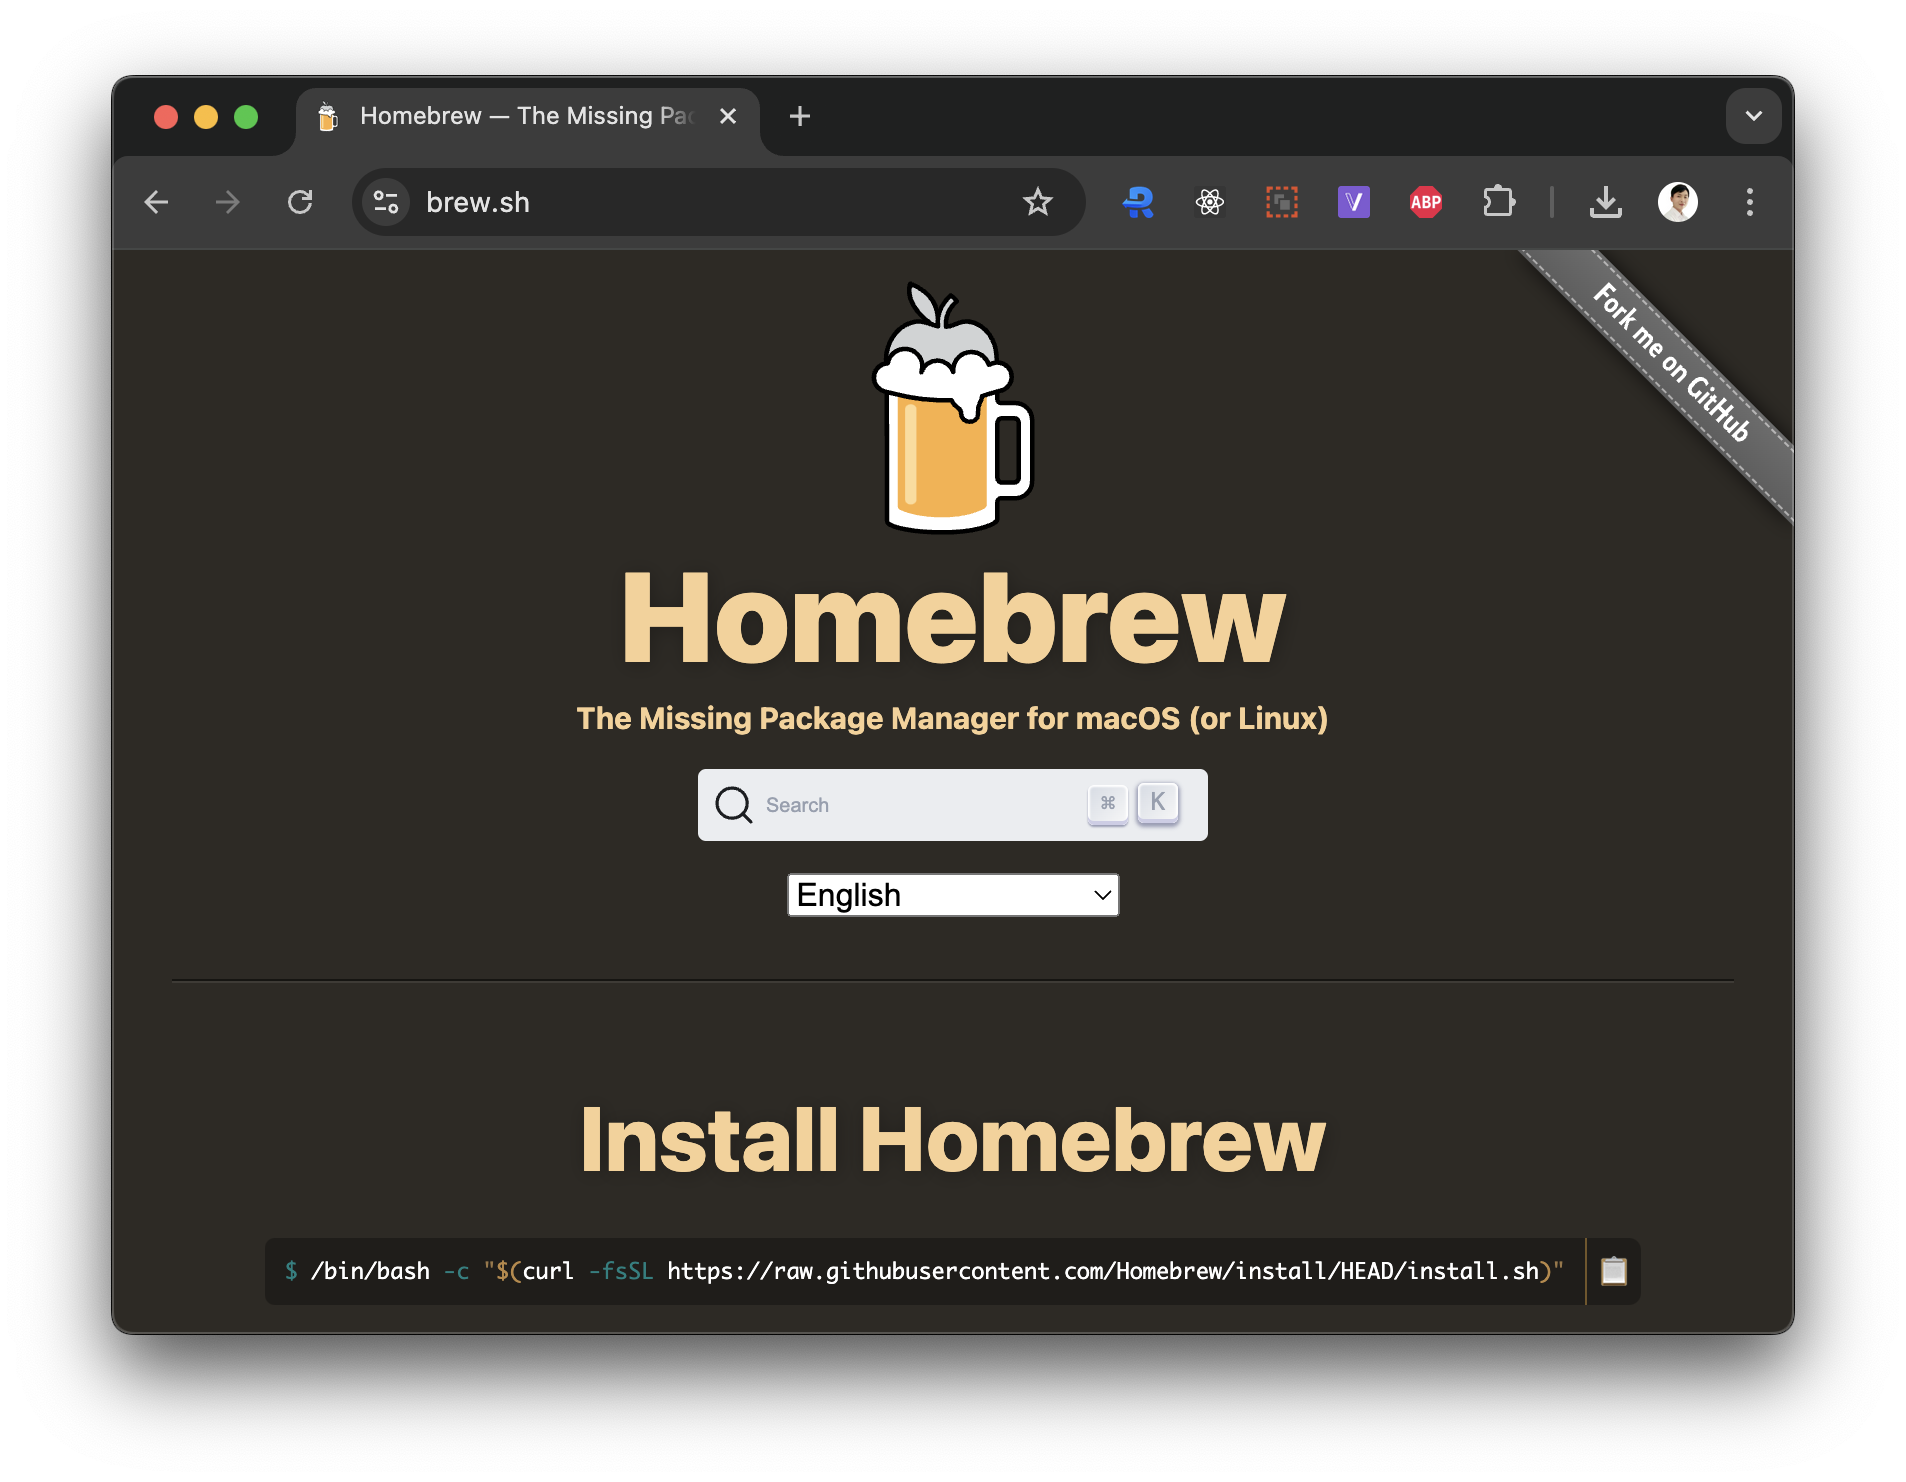 Homebrew — The Missing Pac
brew.sh
V
ABP
Fork me on GitHub
Homebrew
The Missing Package Manager for macOS (or Linux)
Search ⌘ K
English
Install Homebrew
$ /bin/bash -c "$(curl -fsSL https://raw.githubusercontent.com/Homebrew/install/HEAD/install.sh)"